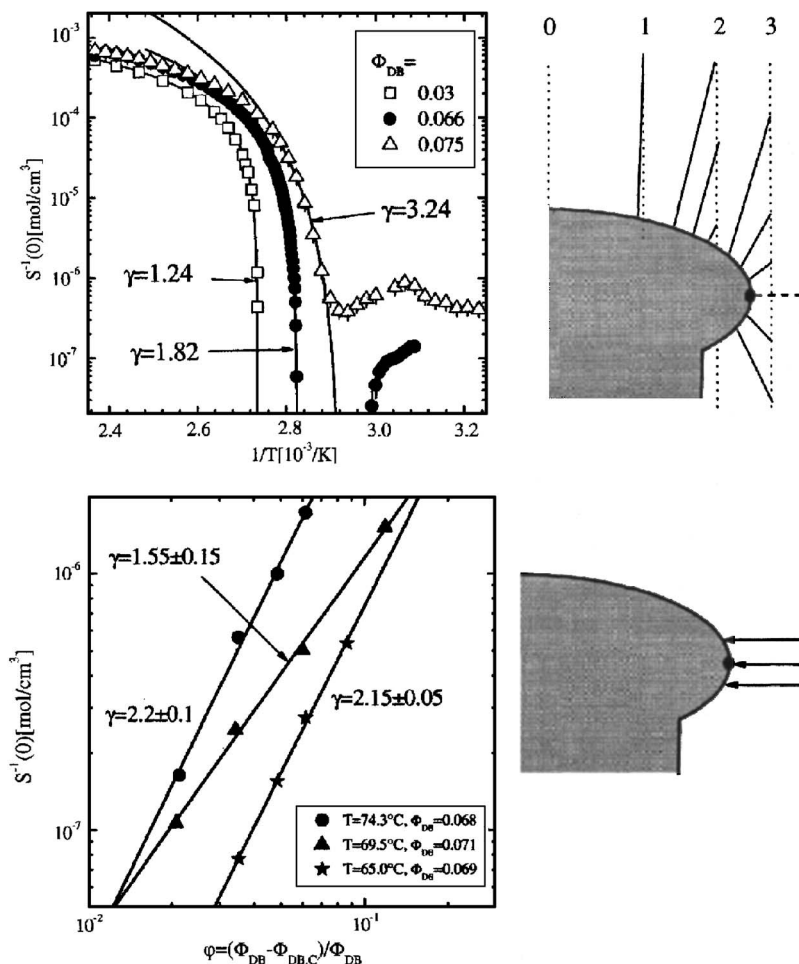 0 1 2 3
10⁻³
10⁻⁴
10⁻⁵
10⁻⁶
10⁻⁷
S⁻¹(0)[mol/cm³]
Φ_DB=
0.03
0.066
0.075
γ=3.24
γ=1.24
γ=1.82
2.4 2.6 2.8 3.0 3.2
1/T[10⁻³/K]
10⁻⁶
10⁻⁷
S⁻¹(0)[mol/cm³]
γ=1.55±0.15
γ=2.2±0.1
γ=2.15±0.05
T=74.3°C, Φ_DB=0.068
T=69.5°C, Φ_DB=0.071
T=65.0°C, Φ_DB=0.069
10⁻² 10⁻¹
φ=(Φ_DB-Φ_DB,C)/Φ_DB